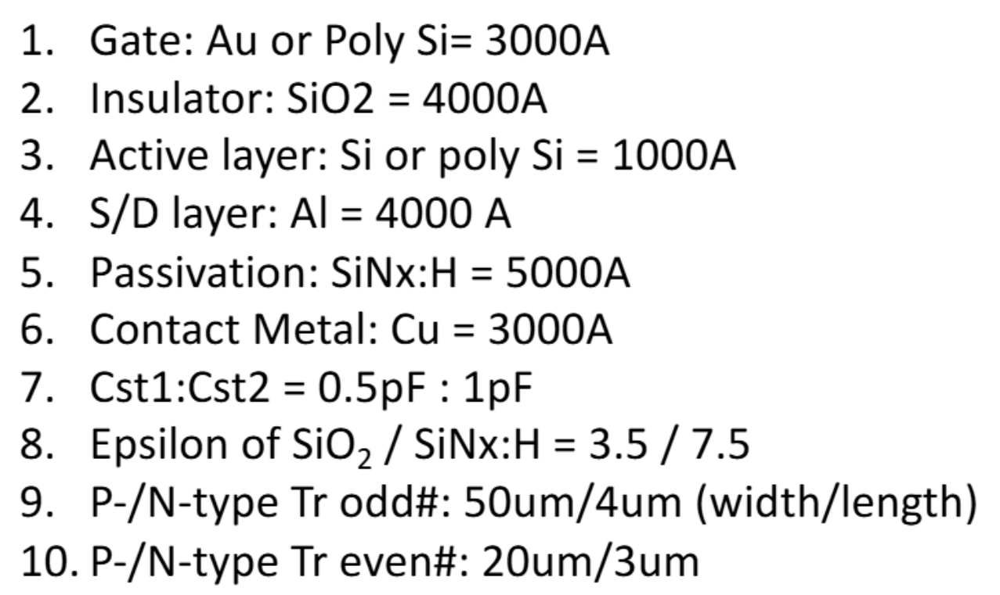 1. Gate: Au or Poly Si= 3000A
2. Insulator: SiO2 = 4000A
3. Active layer: Si or poly Si = 1000A
4. S/D layer: Al = 4000 A
5. Passivation: SiNx:H = 5000A
6. Contact Metal: Cu = 3000A
7. Cst1:Cst2 = 0.5pF : 1pF
8. Epsilon of SiO₂ / SiNx:H = 3.5 / 7.5
9. P-/N-type Tr odd#: 50um/4um (width/length)
10. P-/N-type Tr even#: 20um/3um